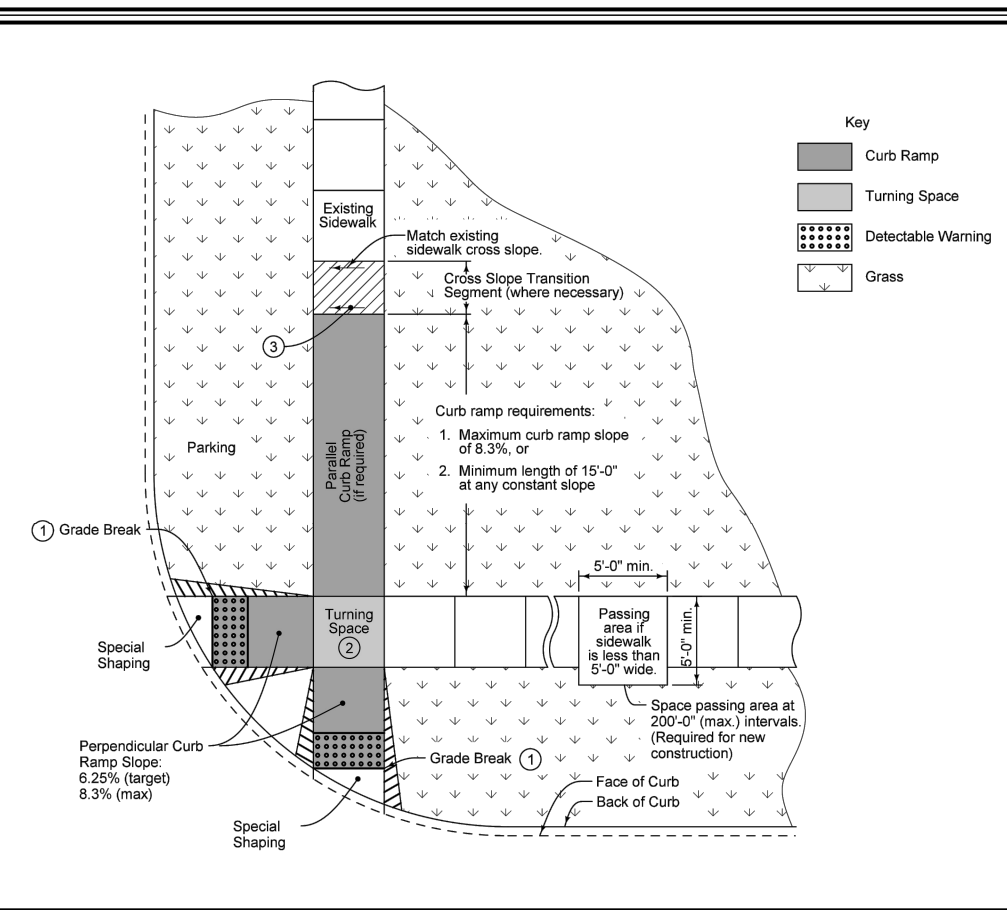 Key
Curb Ramp
Turning Space
Detectable Warning
Grass
Existing
Sidewalk
Match existing
sidewalk cross slope.
Cross Slope Transition
Segment (where necessary)
3
Parallel
Curb Ramp
(if required)
Curb ramp requirements:
1. Maximum curb ramp slope
of 8.3%, or
2. Minimum length of 15'-0"
at any constant slope
Parking
1 Grade Break
5'-0" min.
Turning
Space
2
Passing
area if
sidewalk
is less than
5'-0" wide.
5'-0" min.
Special
Shaping
Space passing area at
200'-0" (max.) intervals.
(Required for new
construction)
Perpendicular Curb
Ramp Slope:
6.25% (target)
8.3% (max)
Grade Break 1
Face of Curb
Back of Curb
Special
Shaping